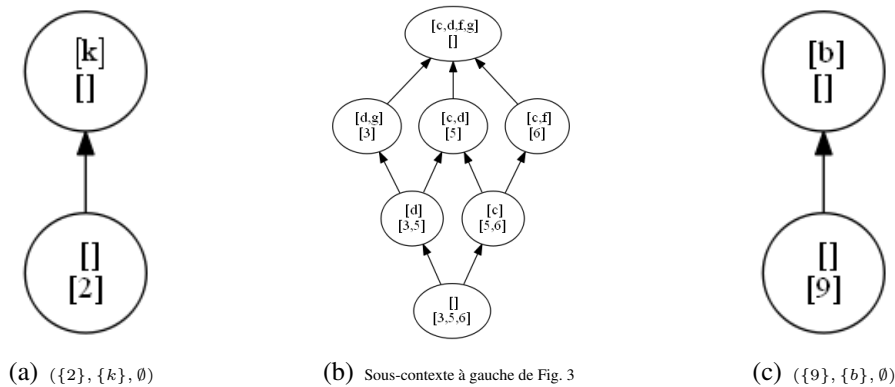 [k]
[]
[]
[2]
(a) ({2}, {k}, ∅)
[c,d,f,g]
[]
[d,g]
[3]
[c,d]
[5]
[c,f]
[6]
[d]
[3,5]
[c]
[5,6]
[]
[3,5,6]
(b) Sous-contexte à gauche de Fig. 3
[b]
[]
[]
[9]
(c) ({9}, {b}, ∅)